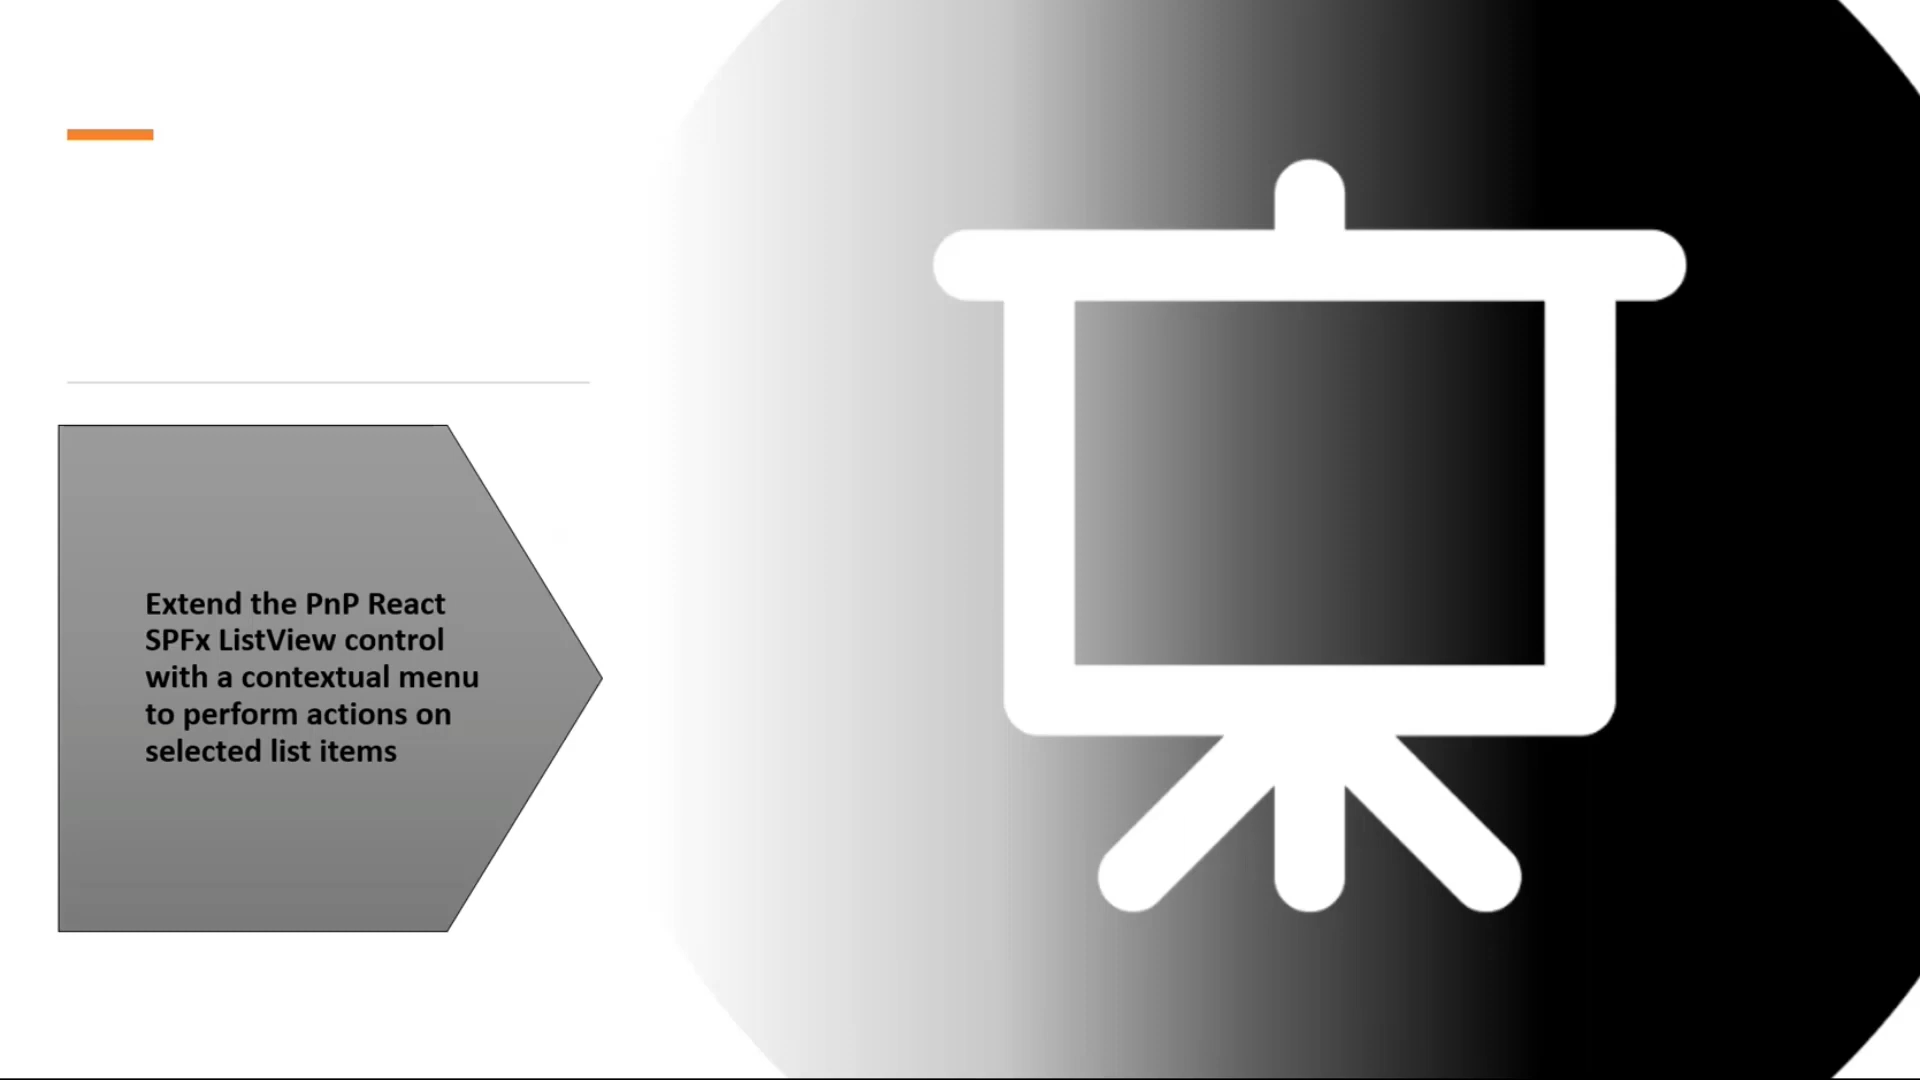 Extend the PnP React
SPFx ListView control
with a contextual menu
to perform actions on
selected list items